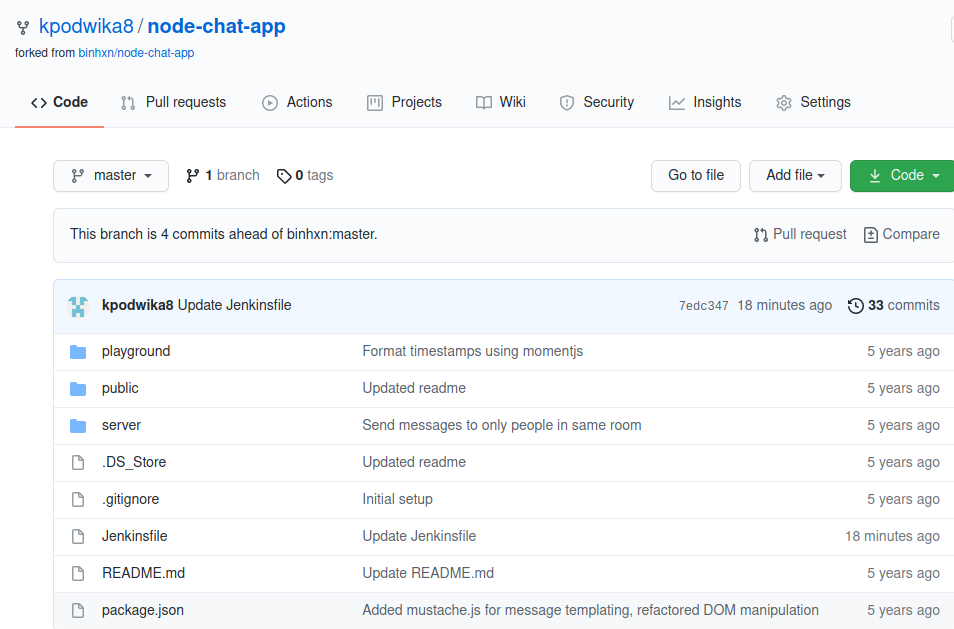 kpodwika8 / node-chat-app
forked from binhxn/node-chat-app
Code Pull requests Actions Projects Wiki Security Insights Settings
master 1 branch 0 tags Go to file Add file Code
This branch is 4 commits ahead of binhxn:master. Pull request Compare
kpodwika8 Update Jenkinsfile 7edc347 18 minutes ago 33 commits
playground Format timestamps using momentjs 5 years ago
public Updated readme 5 years ago
server Send messages to only people in same room 5 years ago
.DS_Store Updated readme 5 years ago
.gitignore Initial setup 5 years ago
Jenkinsfile Update Jenkinsfile 18 minutes ago
README.md Update README.md 5 years ago
package.json Added mustache.js for message templating, refactored DOM manipulation 5 years ago